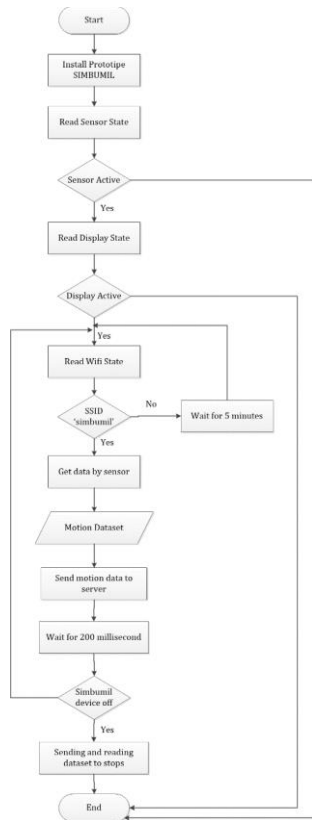 Start
Install Prototipe
SIMBUMIL
Read Sensor State
Sensor Active
Yes
Read Display State
Display Active
Yes
Read Wifi State
SSID
'simbumil'
No
Wait for 5 minutes
Yes
Get data by sensor
Motion Dataset
Send motion data to
server
Wait for 200 millisecond
Simbumil
device off
Yes
Sending and reading
dataset to stops
End